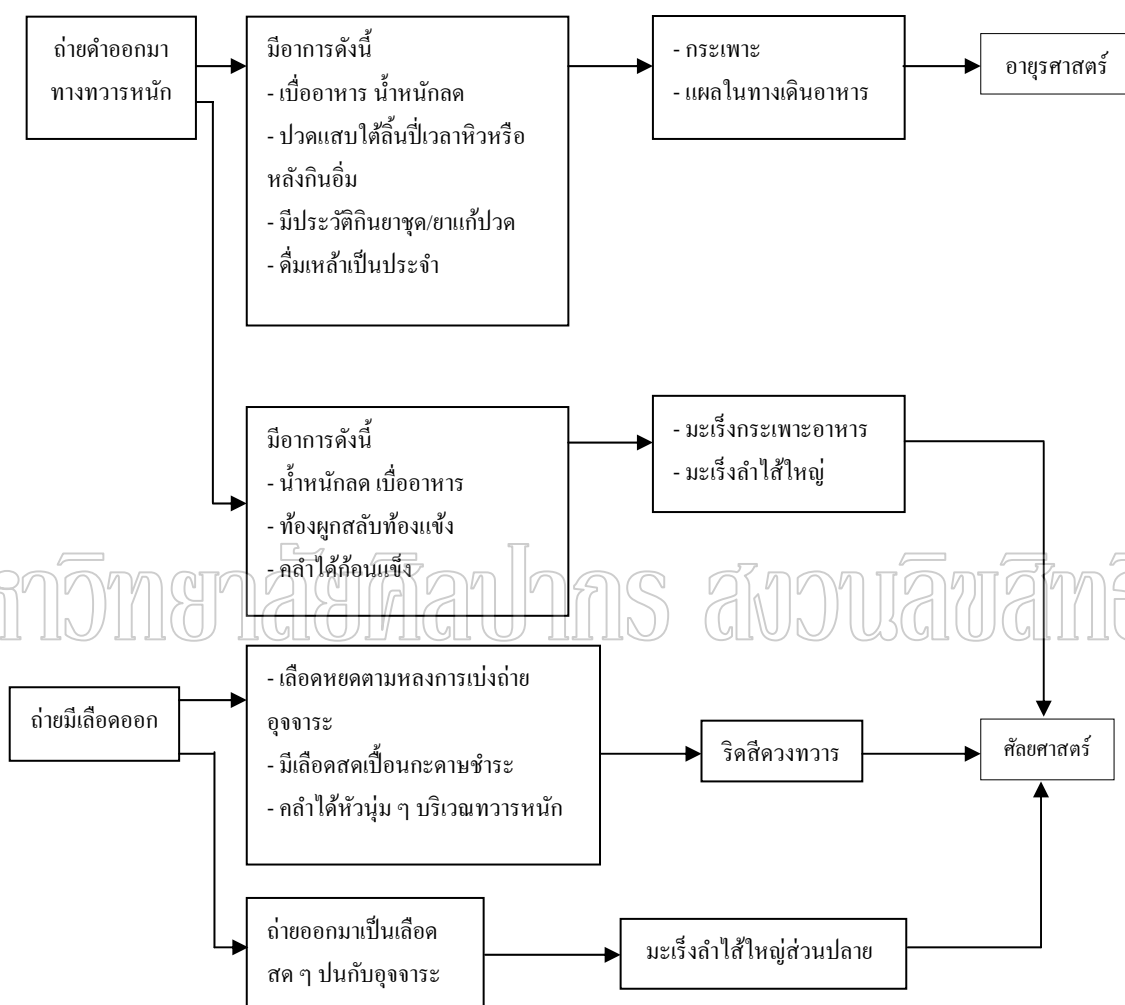 ถ่ายดำออกมา
ทางทวารหนัก
มีอาการดังนี้
- เบื่ออาหาร น้ำหนักลด
- ปวดแสบใต้ลิ้นปี่เวลาหิวหรือ
หลังกินอิ่ม
- มีประวัติกินยาชุด/ยาแก้ปวด
- ดื่มเหล้าเป็นประจำ
- กระเพาะ
- แผลในทางเดินอาหาร
อายุรศาสตร์
มีอาการดังนี้
- น้ำหนักลด เบื่ออาหาร
- ท้องผูกสลับท้องแข้ง
- คลำได้ก้อนแข็ง
- มะเร็งกระเพาะอาหาร
- มะเร็งลำไส้ใหญ่
หาวิทยาลัยศิลปากร สงวนลิขสิทธิ
ถ่ายมีเลือดออก
- เลือดหยดตามหลงการเบ่งถ่าย
อุจจาระ
- มีเลือดสดเปื้อนกะดาษชำระ
- คลำได้หัวนุ่ม ๆ บริเวณทวารหนัก
ริดสีดวงทวาร
ศัลยศาสตร์
ถ่ายออกมาเป็นเลือด
สด ๆ ปนกับอุจจาระ
มะเร็งลำไส้ใหญ่ส่วนปลาย